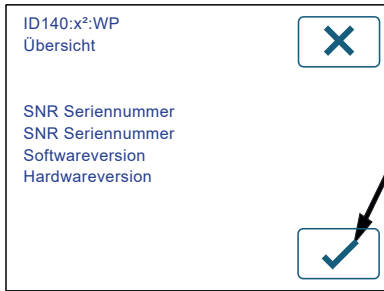 ID140:x²:WP
Übersicht
SNR Seriennummer
SNR Seriennummer
Softwareversion
Hardwareversion